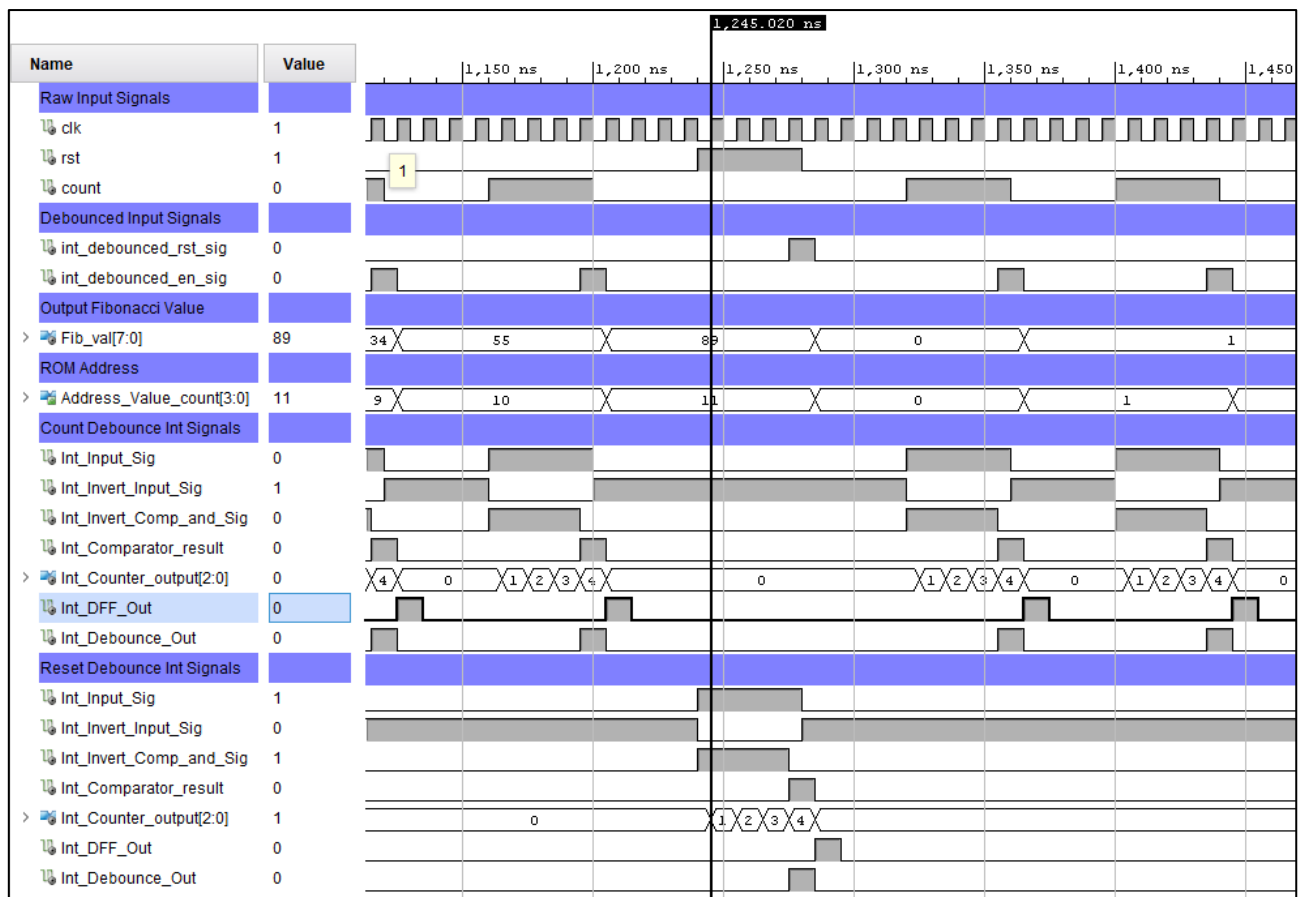 1,245.020 ns
Name Value 1,150 ns 1,200 ns 1,250 ns 1,300 ns 1,350 ns 1,400 ns 1,450
Raw Input Signals
clk 1
rst 1 1
count 0
Debounced Input Signals
int_debounced_rst_sig 0
int_debounced_en_sig 0
Output Fibonacci Value
Fib_val[7:0] 89 34 55 89 0 1
ROM Address
Address_Value_count[3:0] 11 9 10 11 0 1
Count Debounce Int Signals
Int_Input_Sig 0
Int_Invert_Input_Sig 1
Int_Invert_Comp_and_Sig 0
Int_Comparator_result 0
Int_Counter_output[2:0] 0 4 0 1 2 3 4 0 1 2 3 4 0 1 2 3 4 0
Int_DFF_Out 0
Int_Debounce_Out 0
Reset Debounce Int Signals
Int_Input_Sig 1
Int_Invert_Input_Sig 0
Int_Invert_Comp_and_Sig 1
Int_Comparator_result 0
Int_Counter_output[2:0] 1 0 1 2 3 4
Int_DFF_Out 0
Int_Debounce_Out 0